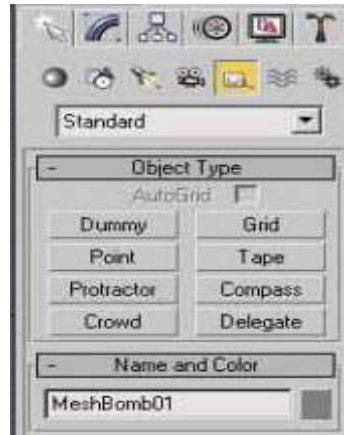 Standard
- Object Type
AutoGrid
Dummy Grid
Point Tape
Protractor Compass
Crowd Delegate
- Name and Color
MeshBomb01